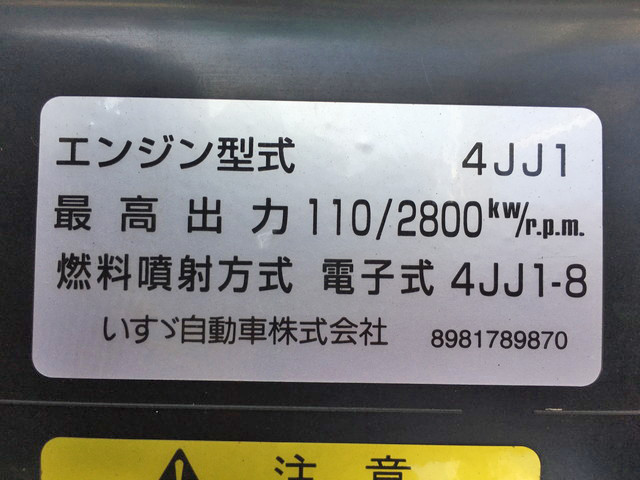 エンジン型式 4JJ1
最高出力 110/2800kW/r.p.m.
燃料噴射方式 電子式 4JJ1-8
いすゞ自動車株式会社 8981789870
注意